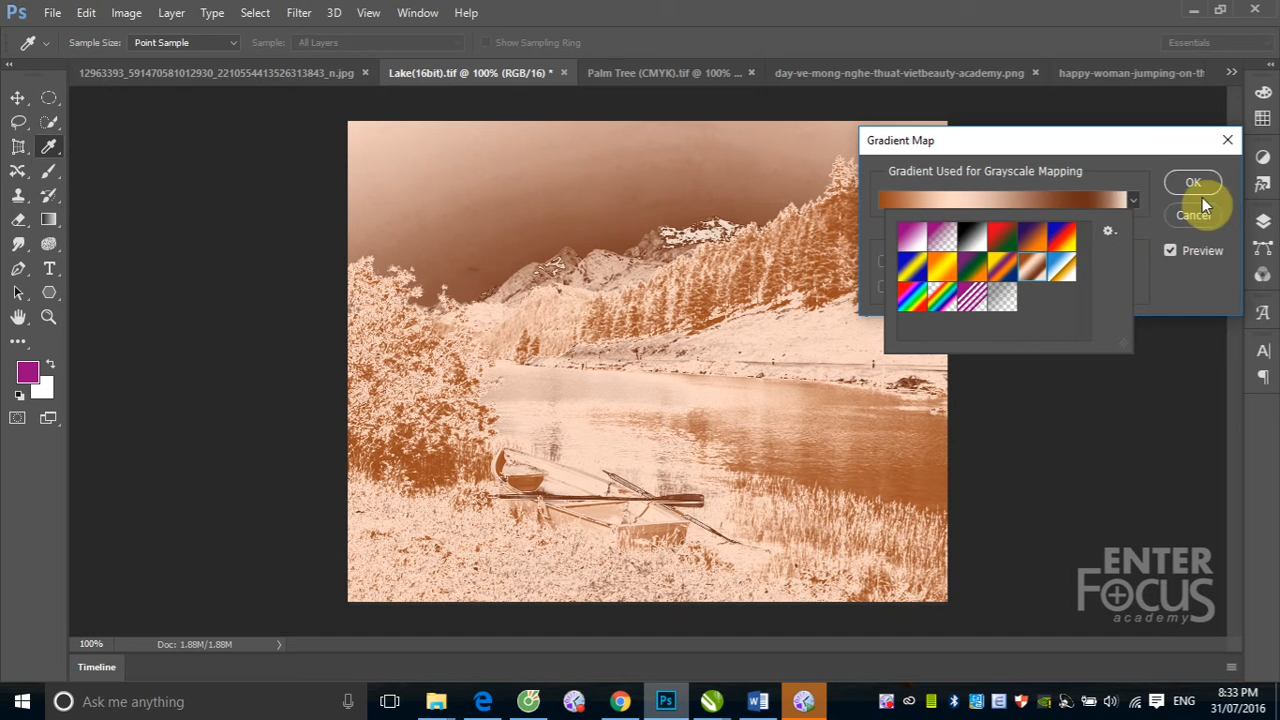 Ps File Edit Image Layer Type Select Filter 3D View Window Help
Sample Size: Point Sample Sample: All Layers Show Sampling Ring Essentials
12963393_591470581012930_2210554413526313843_n.jpg Lake(16bit).tif @ 100% (RGB/16) * Palm Tree (CMYK).tif @ 100% ... day-ve-mong-nghe-thuat-vietbeauty-academy.png happy-woman-jumping-on-th
Gradient Map
Gradient Used for Grayscale Mapping
OK
Cancel
Preview
ENTER
FOCUS
academy
100% Doc: 1.88M/1.88M
Timeline
Ask me anything
Ps
ENG
8:33 PM
31/07/2016